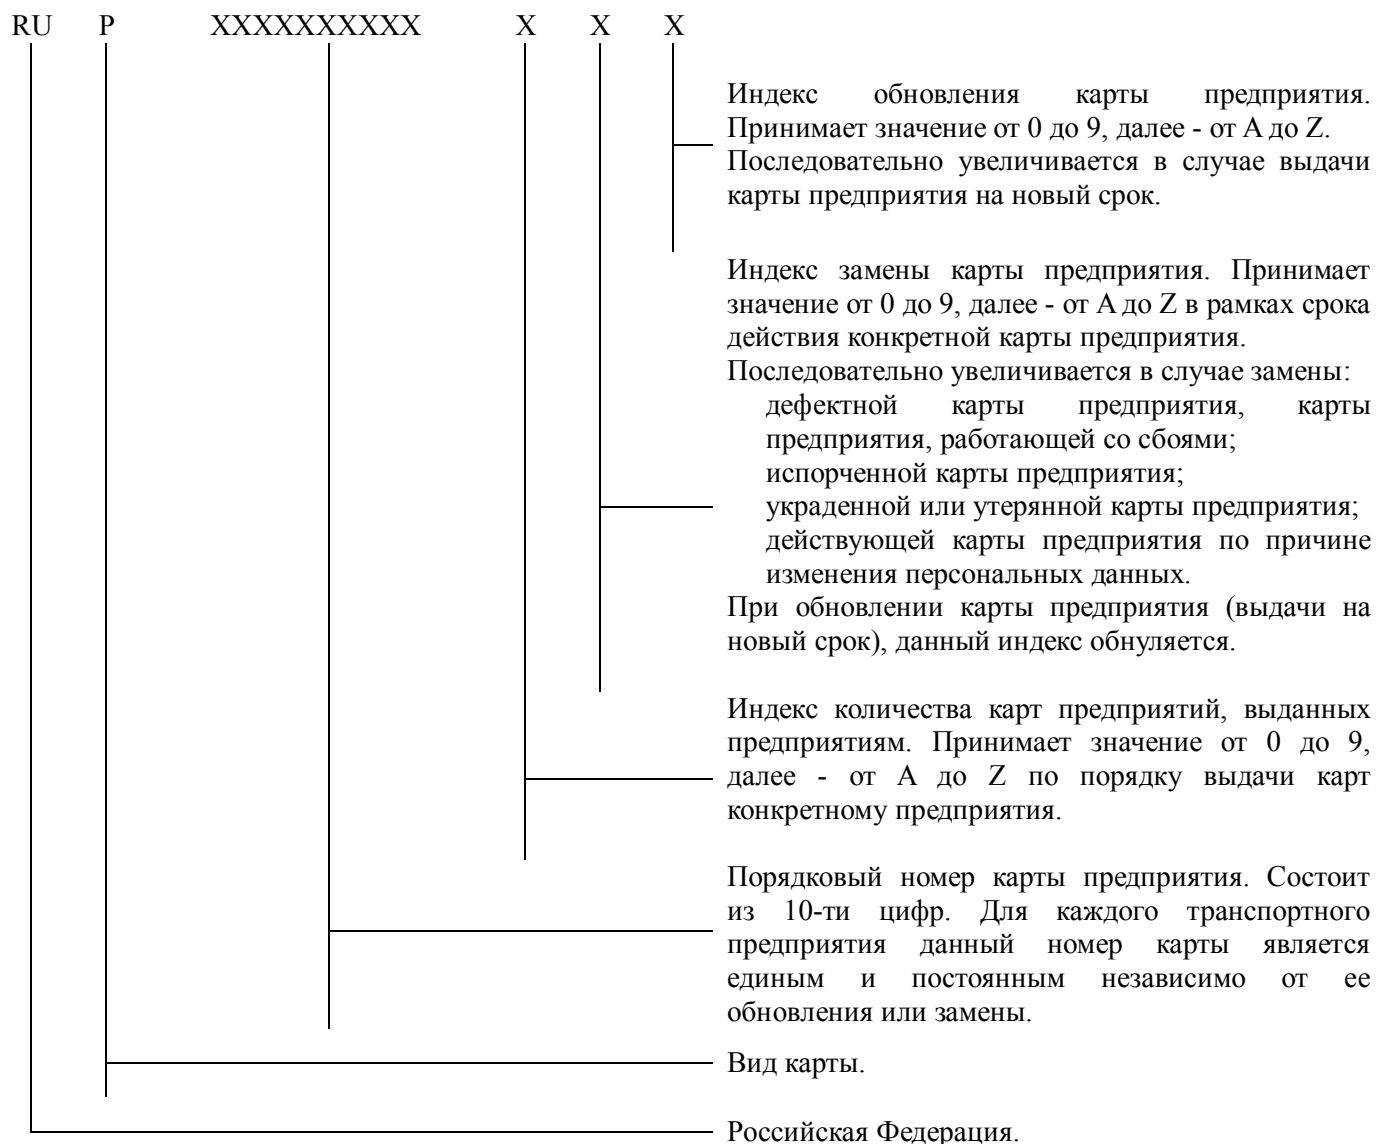 RU P XXXXXXXXXX X X X
Индекс обновления карты предприятия.
Принимает значение от 0 до 9, далее - от A до Z.
Последовательно увеличивается в случае выдачи
карты предприятия на новый срок.
Индекс замены карты предприятия. Принимает
значение от 0 до 9, далее - от A до Z в рамках срока
действия конкретной карты предприятия.
Последовательно увеличивается в случае замены:
дефектной карты предприятия, карты
предприятия, работающей со сбоями;
испорченной карты предприятия;
украденной или утерянной карты предприятия;
действующей карты предприятия по причине
изменения персональных данных.
При обновлении карты предприятия (выдачи на
новый срок), данный индекс обнуляется.
Индекс количества карт предприятий, выданных
предприятиям. Принимает значение от 0 до 9,
далее - от A до Z по порядку выдачи карт
конкретному предприятия.
Порядковый номер карты предприятия. Состоит
из 10-ти цифр. Для каждого транспортного
предприятия данный номер карты является
единым и постоянным независимо от ее
обновления или замены.
Вид карты.
Российская Федерация.